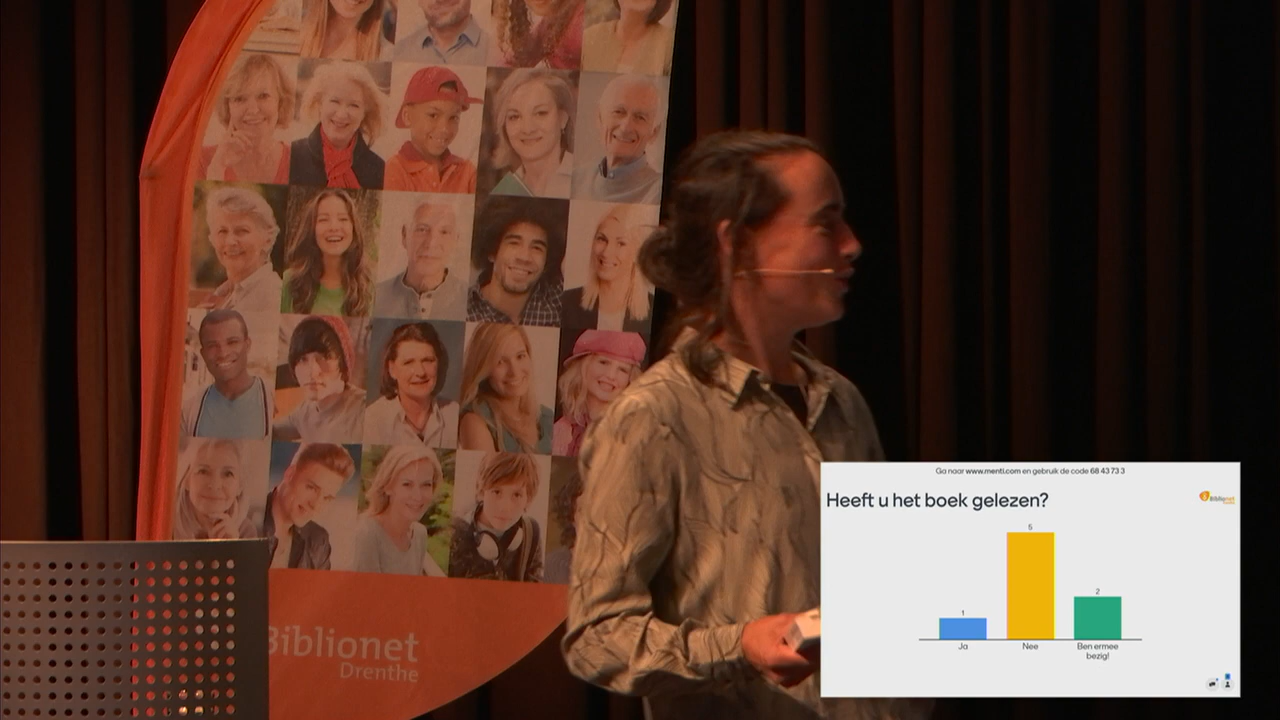 Biblionet
Drenthe
Ga naar www.menti.com en gebruik de code 68 43 73 3
Heeft u het boek gelezen?
Biblionet
1
5
2
Ja
Nee
Ben ermee
bezig!